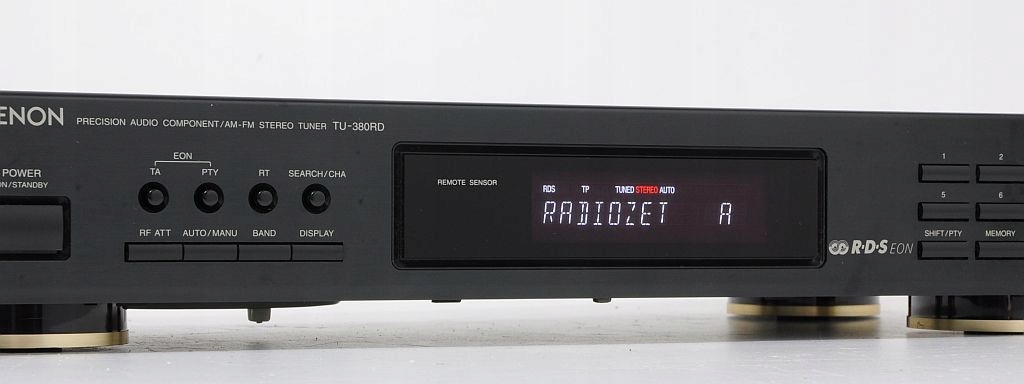 ENON PRECISION AUDIO COMPONENT/AM-FM STEREO TUNER TU-380RD
POWER
ON/STANDBY
EON
TA PTY RT SEARCH/CHA
RF ATT AUTO/MANU BAND DISPLAY
REMOTE SENSOR
RDS TP TUNED STEREO AUTO
RADIOZET A
1 2
5 6
SHIFT/PTY MEMORY
R·D·S EON